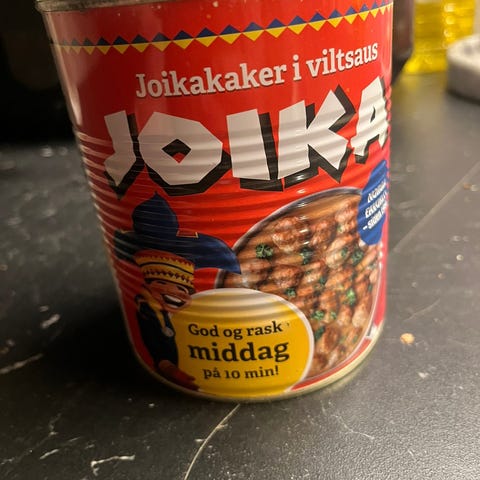 Joikakaker i viltsaus
JOIKA
God og rask
middag
på 10 min!